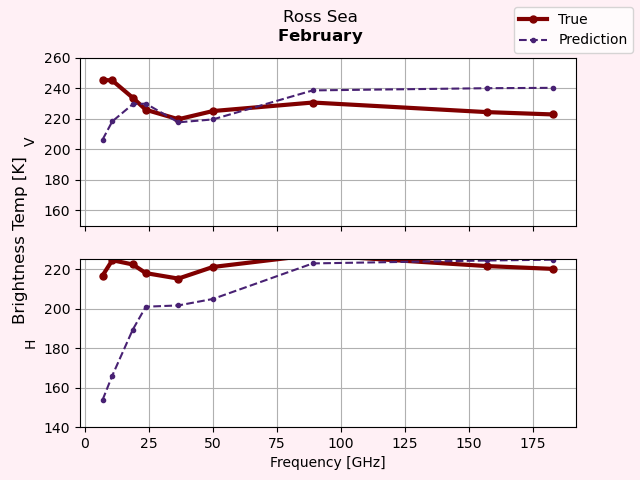 Ross Sea
February
True
Prediction
260
240
220
200
180
160
V
Brightness Temp [K]
220
200
180
160
140
H
0 25 50 75 100 125 150 175
Frequency [GHz]